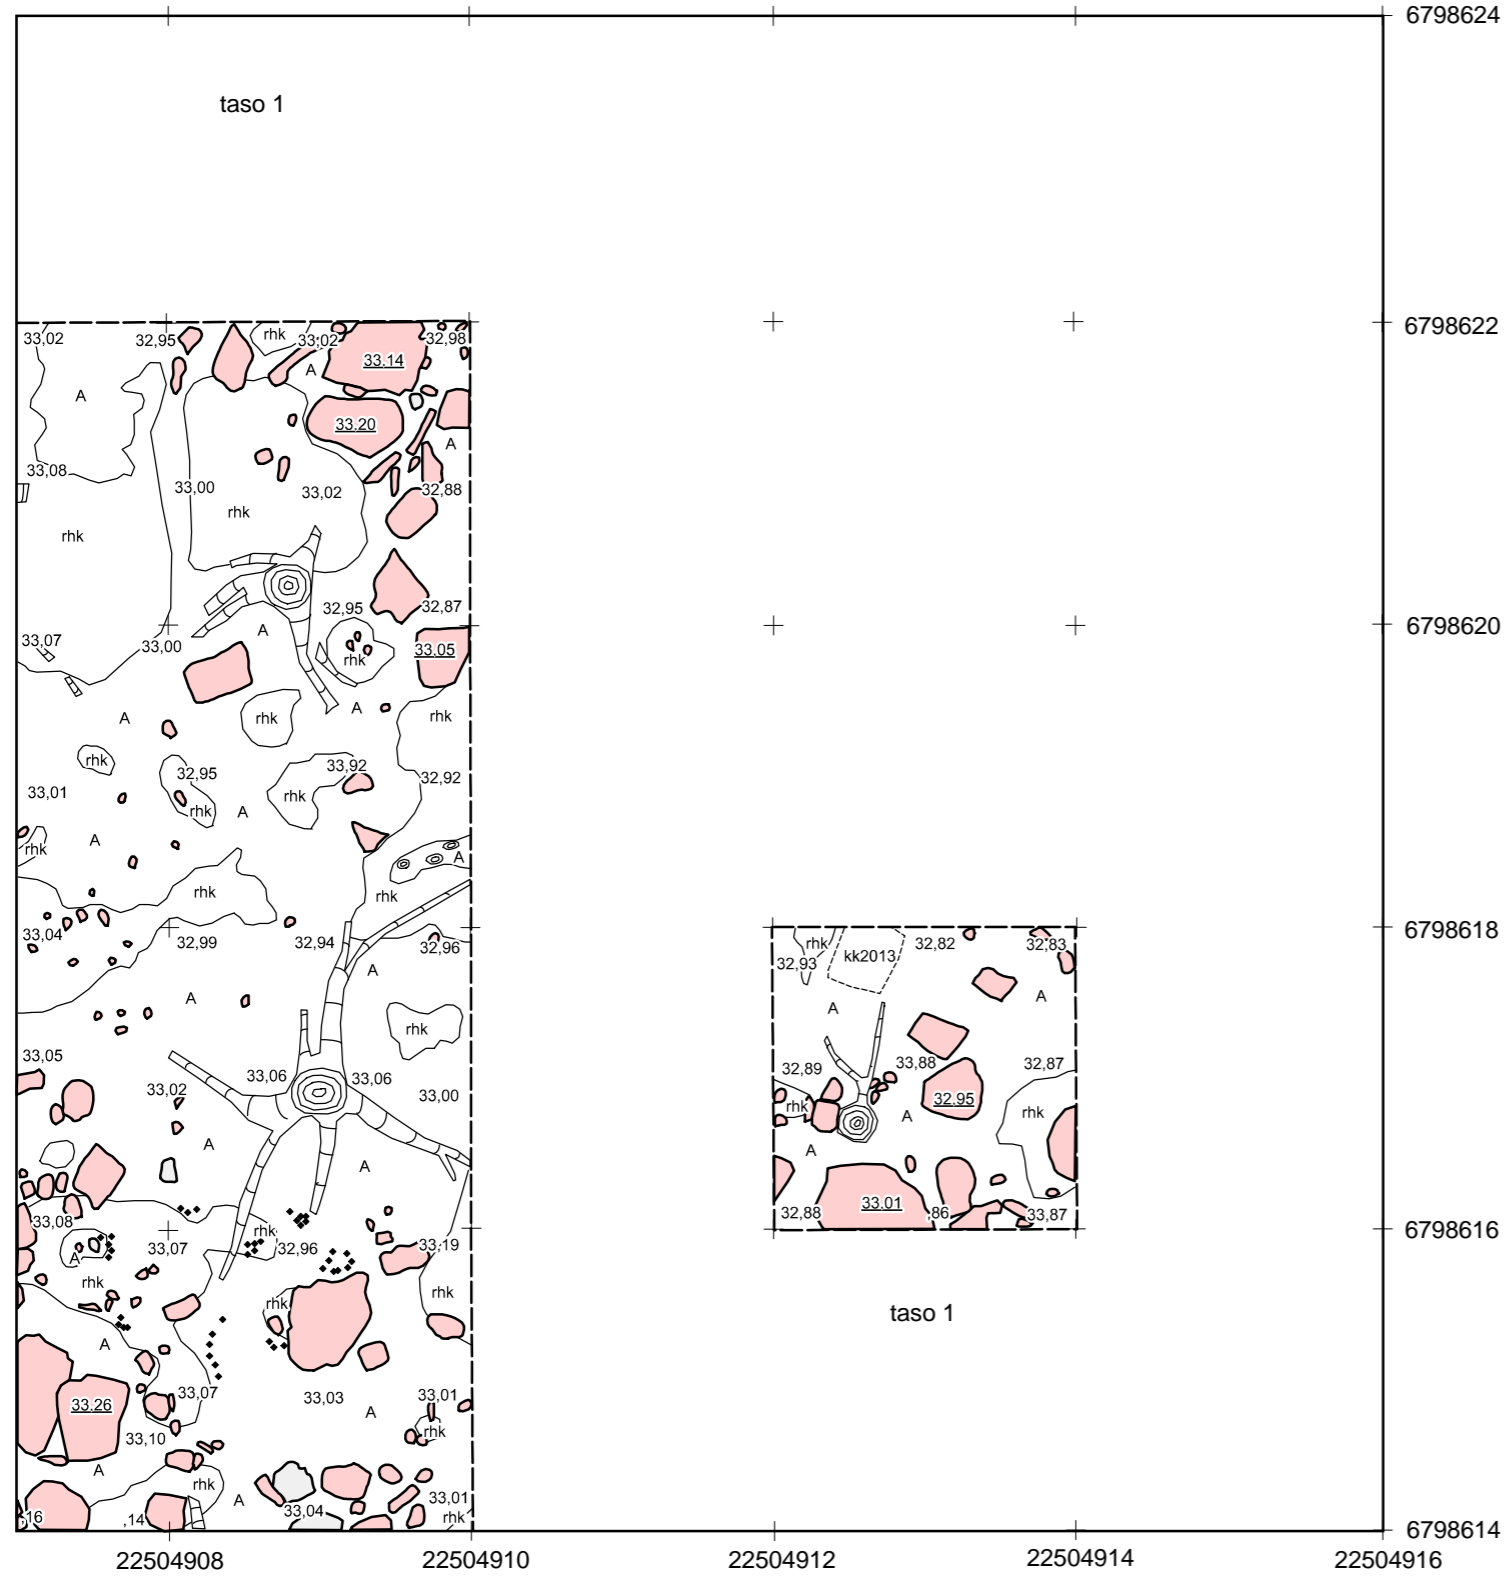 6798624
taso 1
33,02
32,95
rhk
33,02
32,98
6798622
33.14
A
A
33.20
A
33,08
33,00
33,02
32,88
rhk
rhk
32,95
32,87
A
6798620
33,07
33,00
33.05
rhk
A
A
rhk
rhk
rhk
33,92
32,95
32,92
33,01
rhk
rhk
A
A
rhk
A
rhk
rhk
33,04
32,99
32,94
32,96
rhk
kk2013
32,82
32,83
6798618
32,93
A
A
A
A
rhk
33,05
33,02
33,06
33,06
33,00
32,89
33,88
32,87
32.95
rhk
A
rhk
A
A
A
33,08
rhk
32,88
33.01
,86
33,87
6798616
33,07
32,96
33,19
A
rhk
rhk
rhk
taso 1
A
33.26
33,07
33,03
33,01
A
rhk
33,10
A
rhk
A
33,04
33,01
,16
,14
rhk
6798614
22504908
22504910
22504912
22504914
22504916